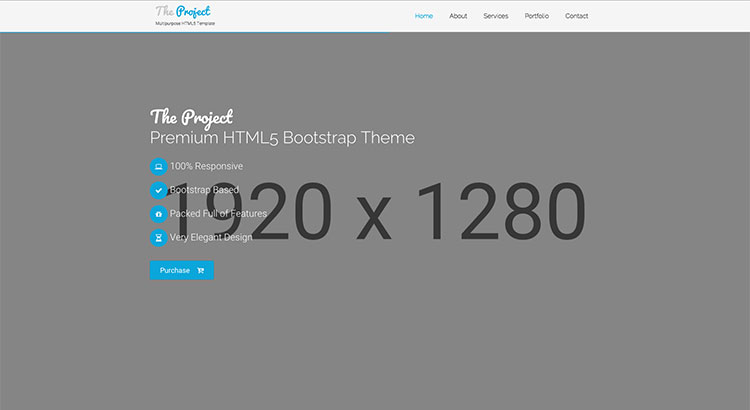 The Project
Multipurpose HTML5 Template
Home About Services Portfolio Contact
The Project
Premium HTML5 Bootstrap Theme
100% Responsive
Bootstrap Based
Packed Full of Features
Very Elegant Design
1920 x 1280
Purchase